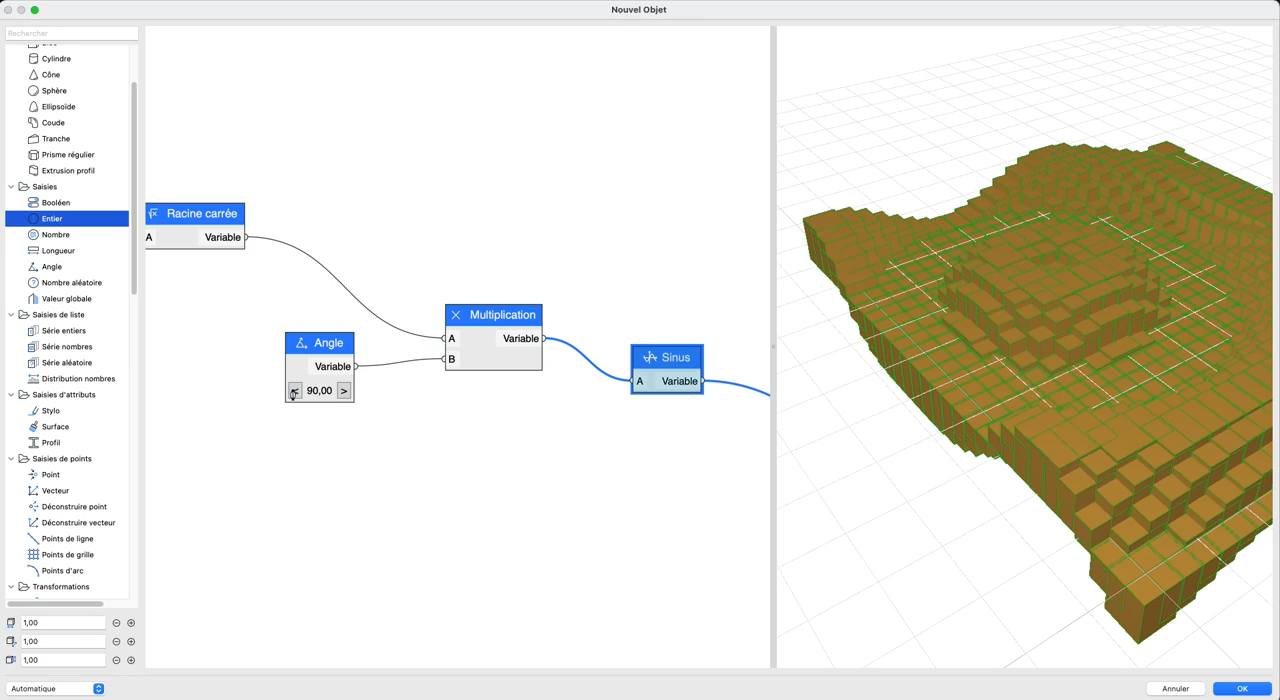 Nouvel Objet
Rechercher
Cylindre
Cône
Sphère
Ellipsoïde
Coude
Tranche
Prisme régulier
Extrusion profil
Saisies
Booléen
Entier
Nombre
Longueur
Angle
Nombre aléatoire
Valeur globale
Saisies de liste
Série entiers
Série nombres
Série aléatoire
Distribution nombres
Saisies d'attributs
Stylo
Surface
Profil
Saisies de points
Point
Vecteur
Déconstruire point
Déconstruire vecteur
Points de ligne
Points de grille
Points d'arc
Transformations
1,00
1,00
1,00
Automatique
Racine carrée
A Variable
Angle
Variable
90,00 >
Multiplication
A Variable
B
Sinus
A Variable
Annuler
OK